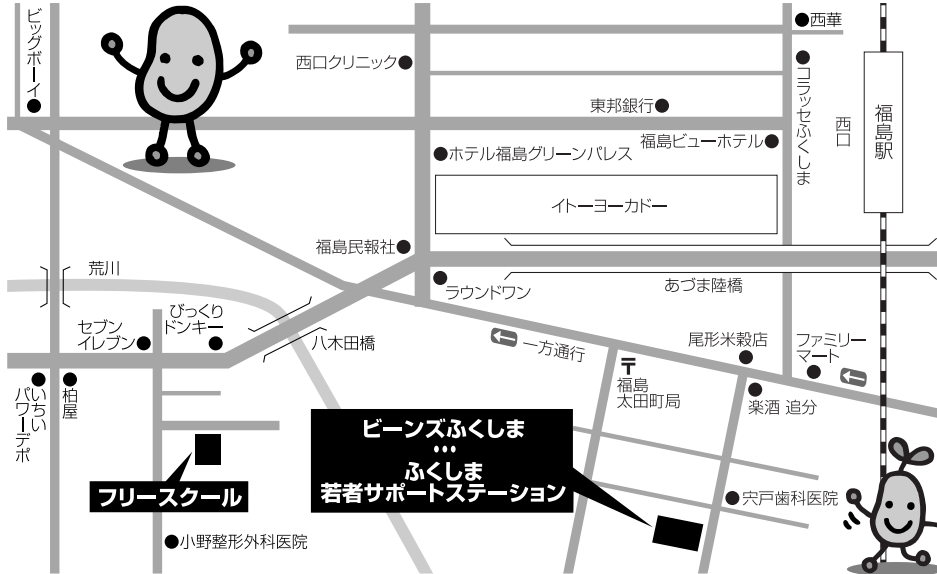 ビッグボーイ
西口クリニック
西華
コラッセふくしま
西口
福島駅
東邦銀行
福島ビューホテル
ホテル福島グリーンパレス
イトーヨーカドー
福島民報社
荒川
ラウンドワン
あづま陸橋
びっくり
ドンキー
セブン
イレブン
八木田橋
一方通行
尾形米穀店
ファミリー
マート
〒
福島
太田町局
楽酒 追分
いちい
パワーデポ
柏屋
ビーンズふくしま
…
ふくしま
若者サポートステーション
フリースクール
宍戸歯科医院
小野整形外科医院